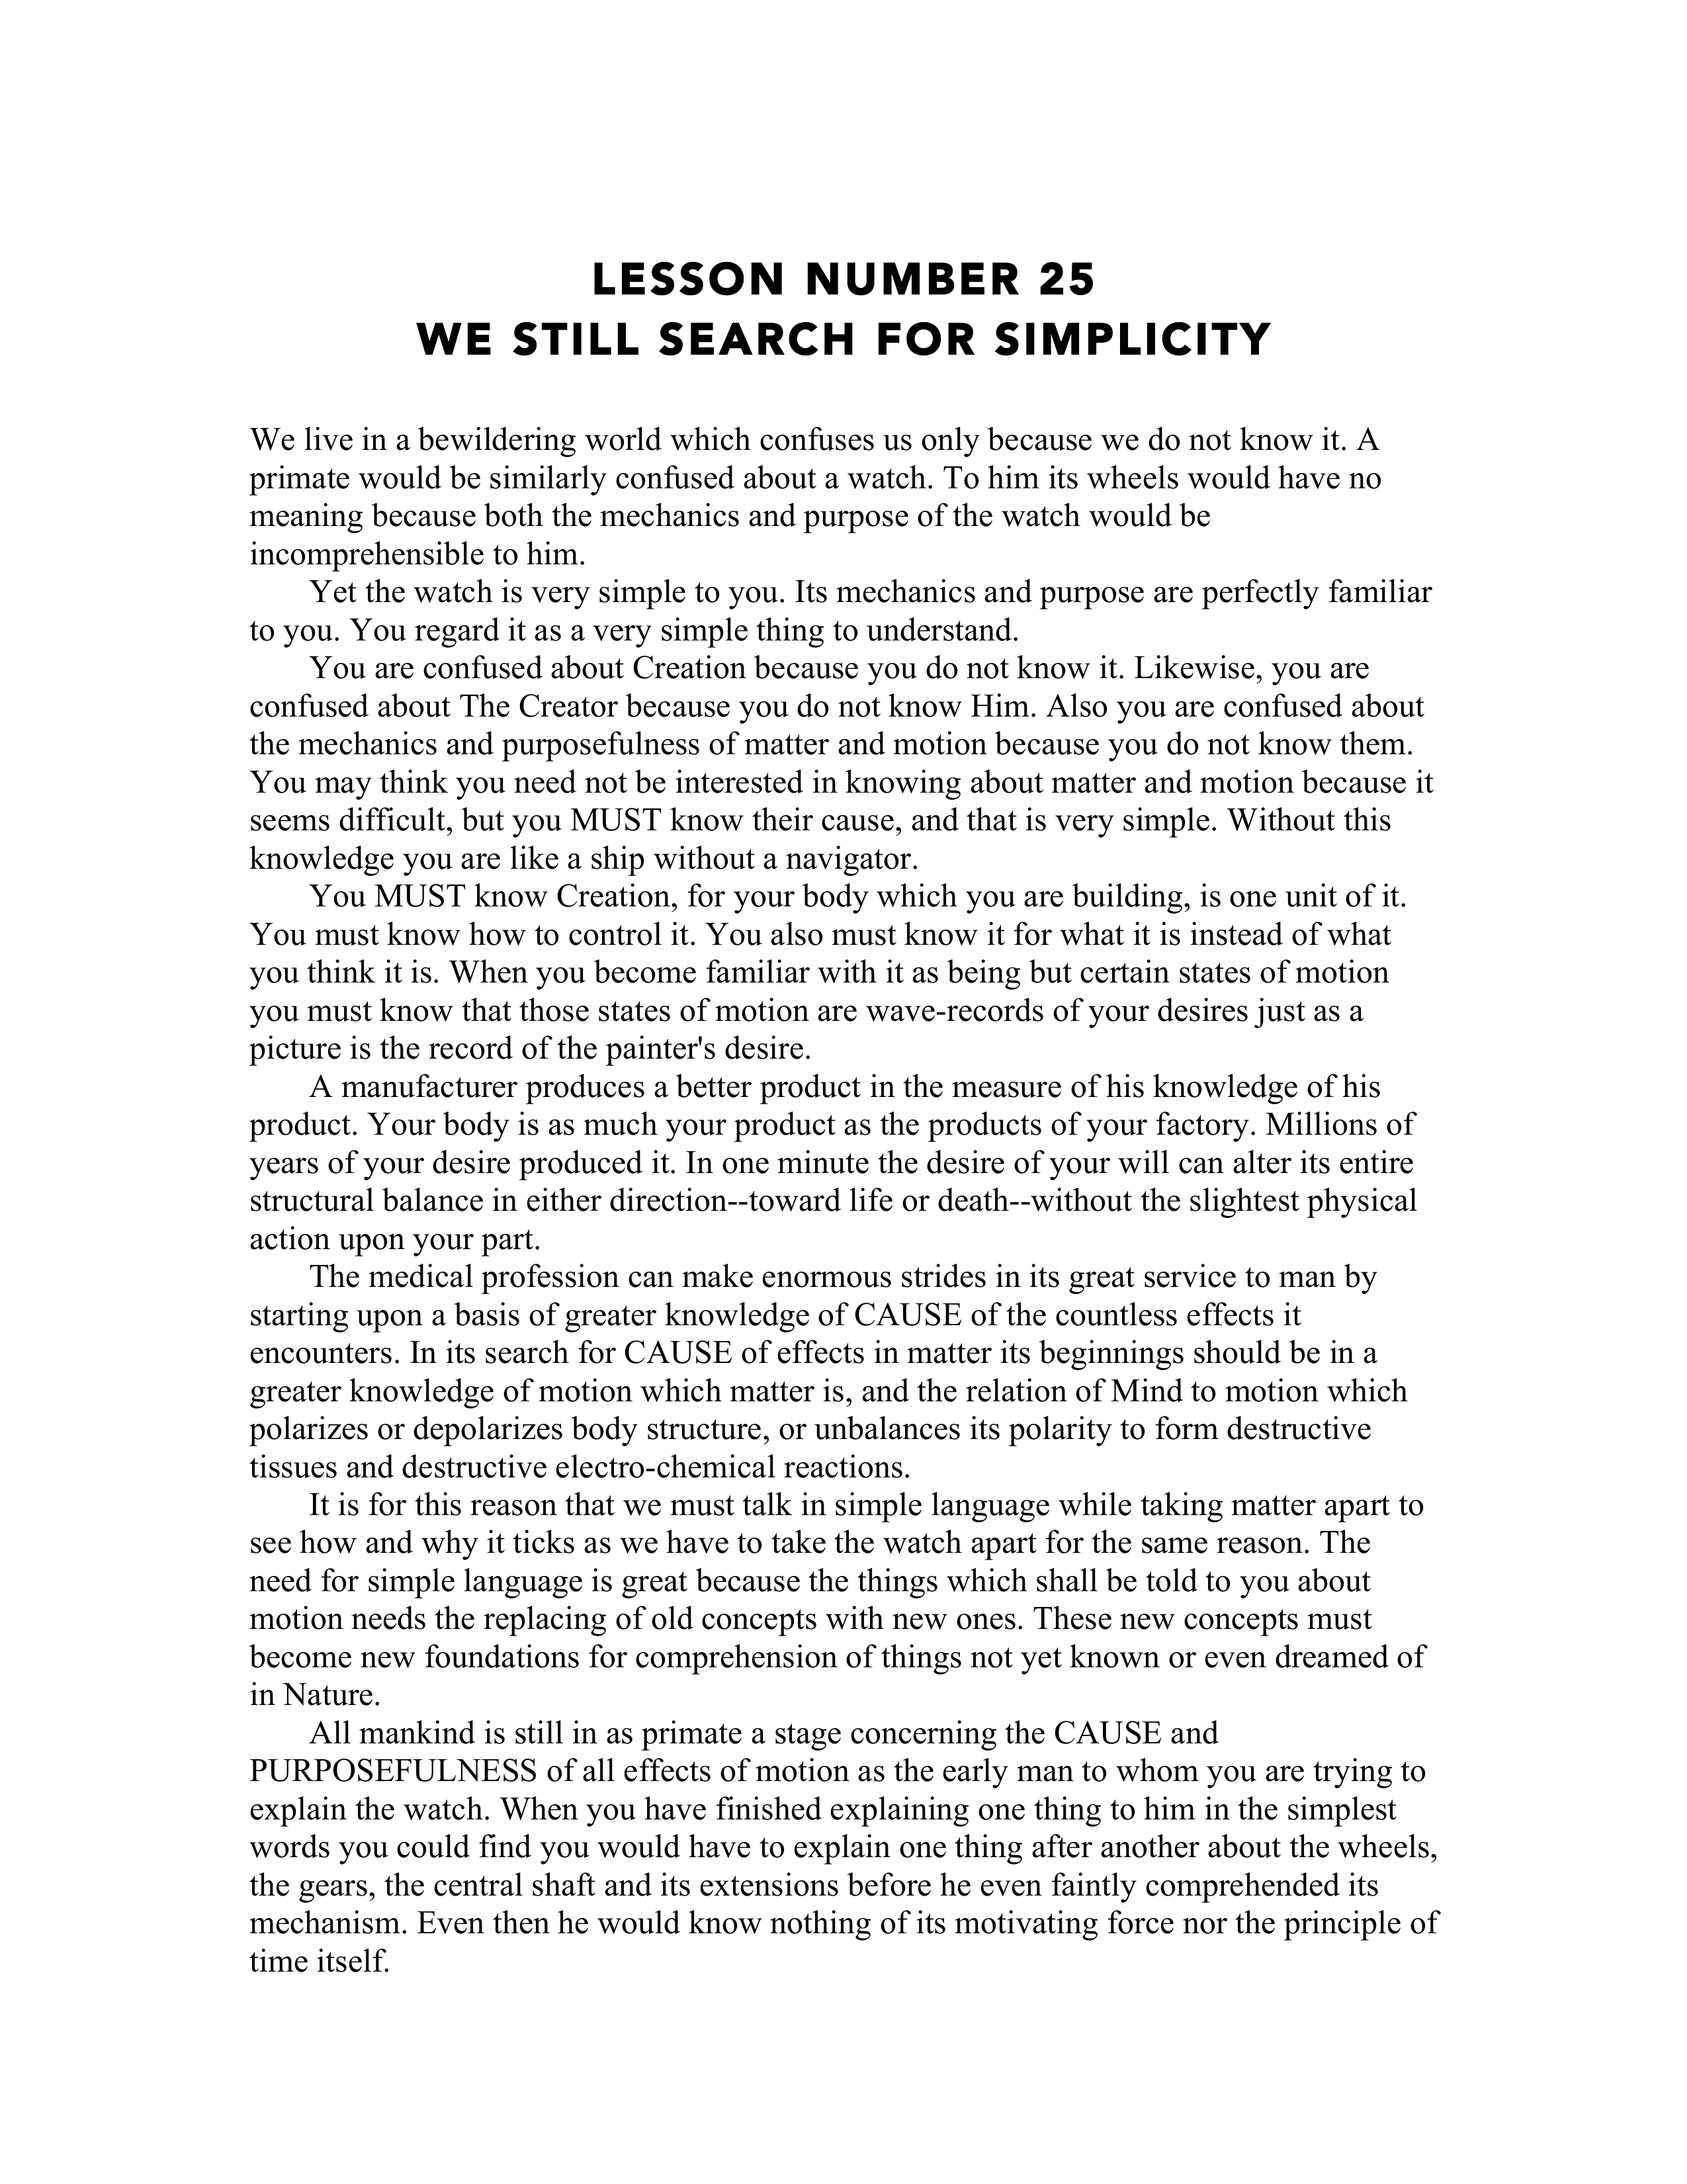 LESSON NUMBER 25
WE STILL SEARCH FOR SIMPLICITY
We live in a bewildering world which confuses us only because we do not know it. A
primate would be similarly confused about a watch. To him its wheels would have no
meaning because both the mechanics and purpose of the watch would be
incomprehensible to him.
Yet the watch is very simple to you. Its mechanics and purpose are perfectly familiar
to you. You regard it as a very simple thing to understand.
You are confused about Creation because you do not know it. Likewise, you are
confused about The Creator because you do not know Him. Also you are confused about
the mechanics and purposefulness of matter and motion because you do not know them.
You may think you need not be interested in knowing about matter and motion because it
seems difficult, but you MUST know their cause, and that is very simple. Without this
knowledge you are like a ship without a navigator.
You MUST know Creation, for your body which you are building, is one unit of it.
You must know how to control it. You also must know it for what it is instead of what
you think it is. When you become familiar with it as being but certain states of motion
you must know that those states of motion are wave-records of your desires just as a
picture is the record of the painter's desire.
A manufacturer produces a better product in the measure of his knowledge of his
product. Your body is as much your product as the products of your factory. Millions of
years of your desire produced it. In one minute the desire of your will can alter its entire
structural balance in either direction--toward life or death--without the slightest physical
action upon your part.
The medical profession can make enormous strides in its great service to man by
starting upon a basis of greater knowledge of CAUSE of the countless effects it
encounters. In its search for CAUSE of effects in matter its beginnings should be in a
greater knowledge of motion which matter is, and the relation of Mind to motion which
polarizes or depolarizes body structure, or unbalances its polarity to form destructive
tissues and destructive electro-chemical reactions.
It is for this reason that we must talk in simple language while taking matter apart to
see how and why it ticks as we have to take the watch apart for the same reason. The
need for simple language is great because the things which shall be told to you about
motion needs the replacing of old concepts with new ones. These new concepts must
become new foundations for comprehension of things not yet known or even dreamed of
in Nature.
All mankind is still in as primate a stage concerning the CAUSE and
PURPOSEFULNESS of all effects of motion as the early man to whom you are trying to
explain the watch. When you have finished explaining one thing to him in the simplest
words you could find you would have to explain one thing after another about the wheels,
the gears, the central shaft and its extensions before he even faintly comprehended its
mechanism. Even then he would know nothing of its motivating force nor the principle of
time itself.